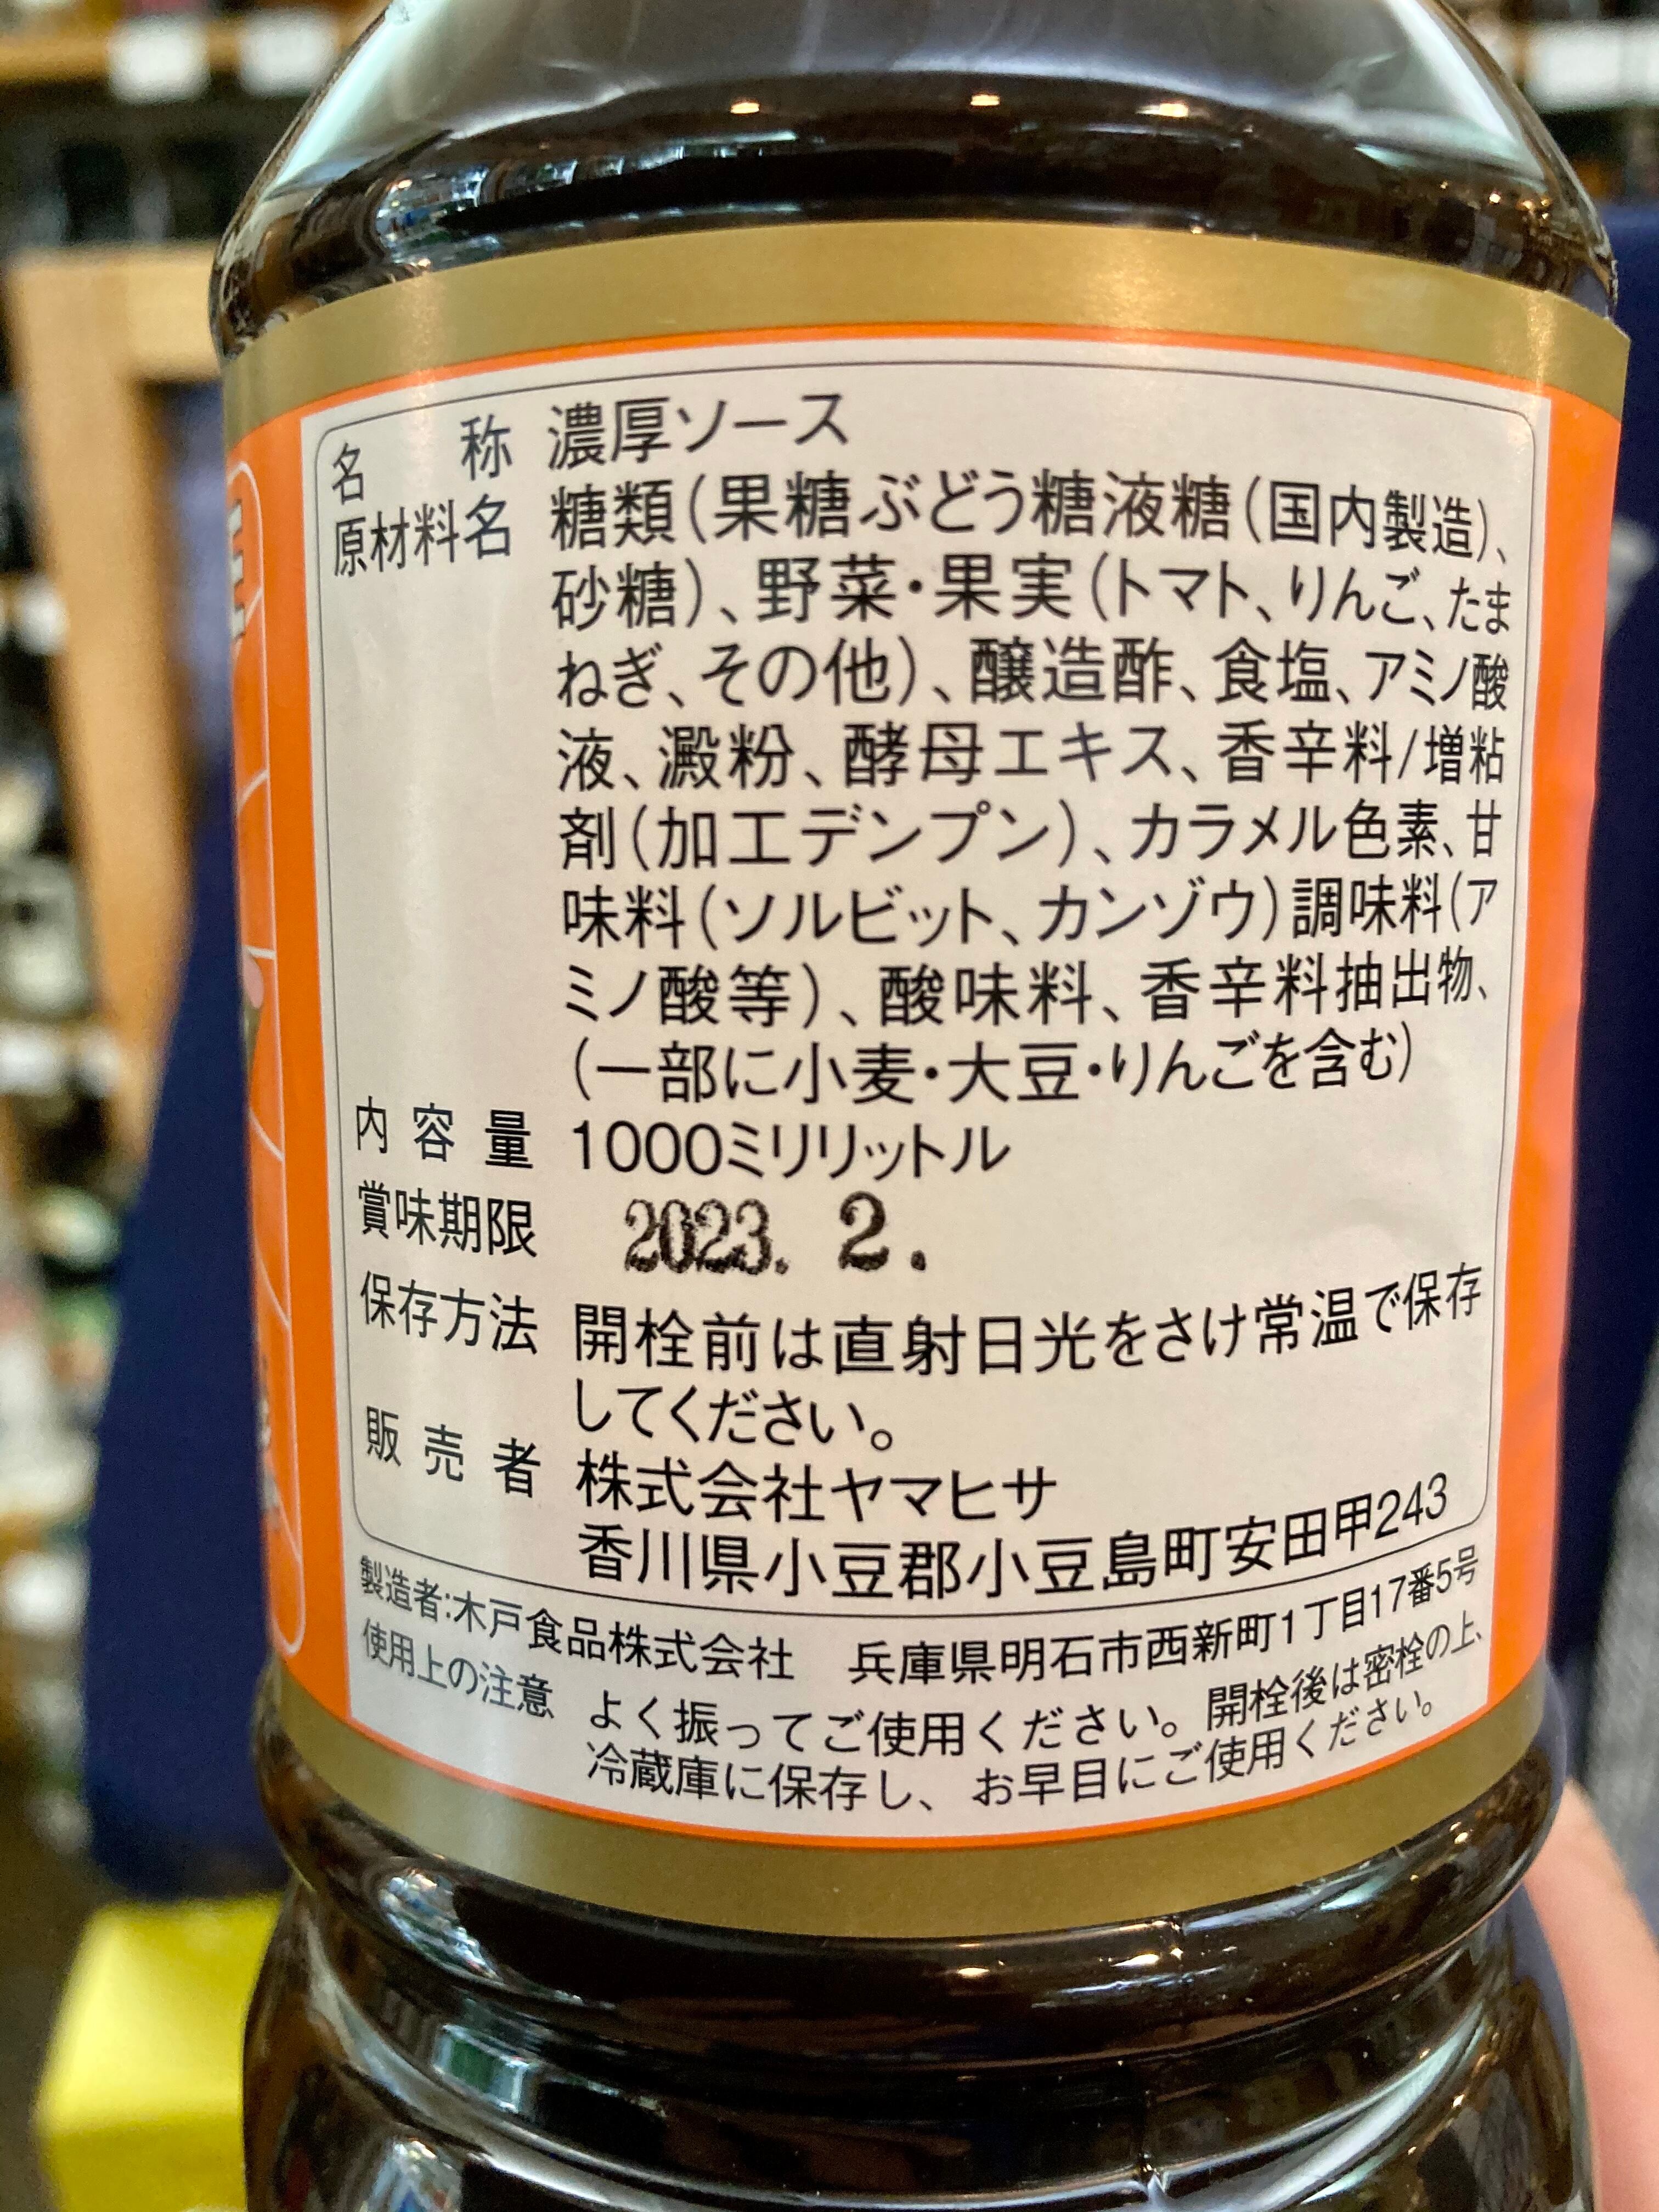 名称 濃厚ソース
原材料名 糖類(果糖ぶどう糖液糖(国内製造)、
砂糖)、野菜・果実(トマト、りんご、たま
ねぎ、その他)、醸造酢、食塩、アミノ酸
液、澱粉、酵母エキス、香辛料/増粘
剤(加工デンプン)、カラメル色素、甘
味料(ソルビット、カンゾウ)調味料(ア
ミノ酸等)、酸味料、香辛料抽出物、
(一部に小麦・大豆・りんごを含む)
内容量 1000ミリリットル
賞味期限 2023. 2.
保存方法 開栓前は直射日光をさけ常温で保存
してください。
販売者 株式会社ヤマヒサ
香川県小豆郡小豆島町安田甲243
製造者:木戸食品株式会社 兵庫県明石市西新町1丁目17番5号
使用上の注意 よく振ってご使用ください。開栓後は密栓の上、
冷蔵庫に保存し、お早目にご使用ください。